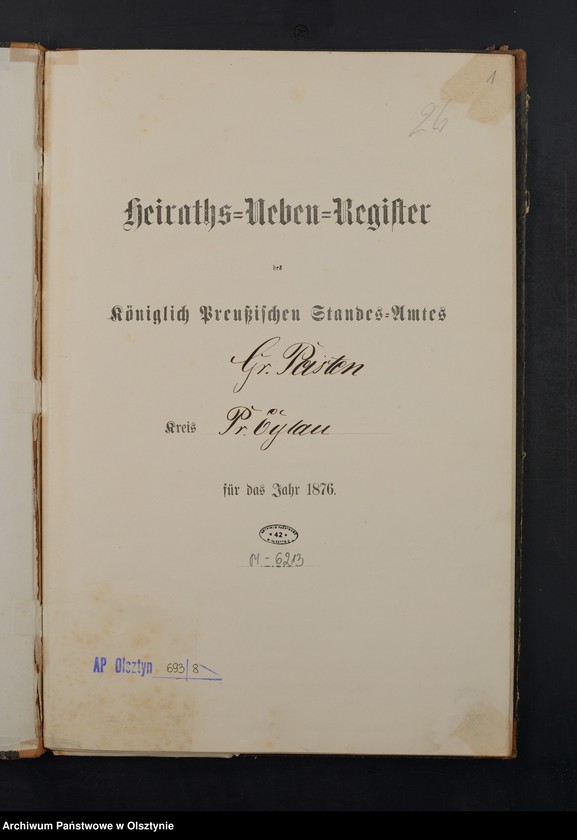 1
26
Heiraths-Neben-Register
des
Königlich Preußischen Standes-Amtes
Gr. Peisten
Kreis Pr. Eylau
für das Jahr 1876.
42
M-6213
AP Olsztyn 693/8
Archiwum Państwowe w Olsztynie